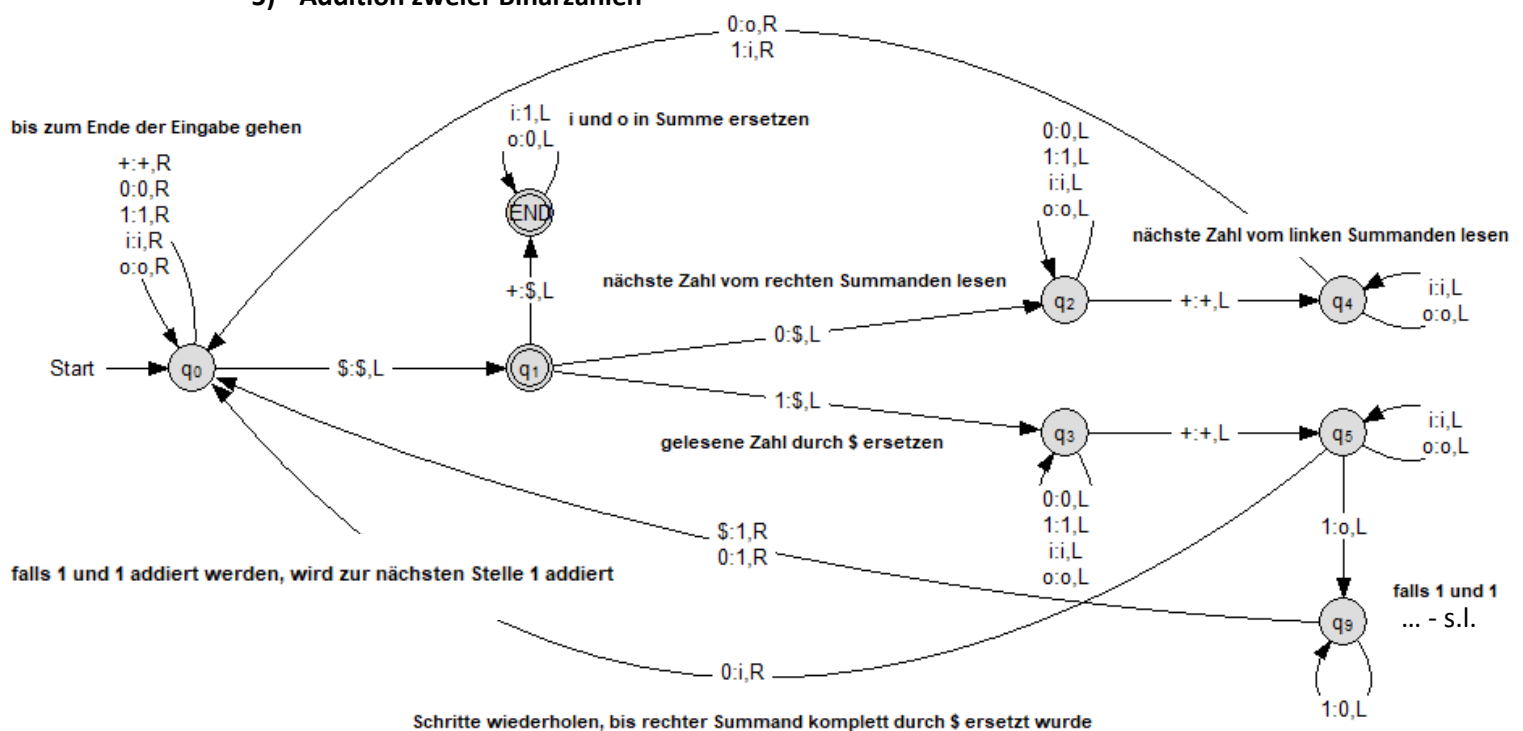 3) Addition zweier Binärzahlen
0:o,R
1:i,R
bis zum Ende der Eingabe gehen
+:+,R
0:0,R
1:1,R
i:i,R
o:o,R
i:1,L
o:0,L
i und o in Summe ersetzen
END
+:$,L
0:0,L
1:1,L
i:i,L
o:o,L
nächste Zahl vom linken Summanden lesen
nächste Zahl vom rechten Summanden lesen
q2
+:+,L
q4
i:i,L
o:o,L
0:$,L
Start
q0
$:$,L
q1
1:$,L
gelesene Zahl durch $ ersetzen
q3
+:+,L
q5
i:i,L
o:o,L
0:0,L
1:1,L
i:i,L
o:o,L
$:1,R
0:1,R
1:o,L
falls 1 und 1 addiert werden, wird zur nächsten Stelle 1 addiert
falls 1 und 1
... - s.l.
q9
0:i,R
1:0,L
Schritte wiederholen, bis rechter Summand komplett durch $ ersetzt wurde